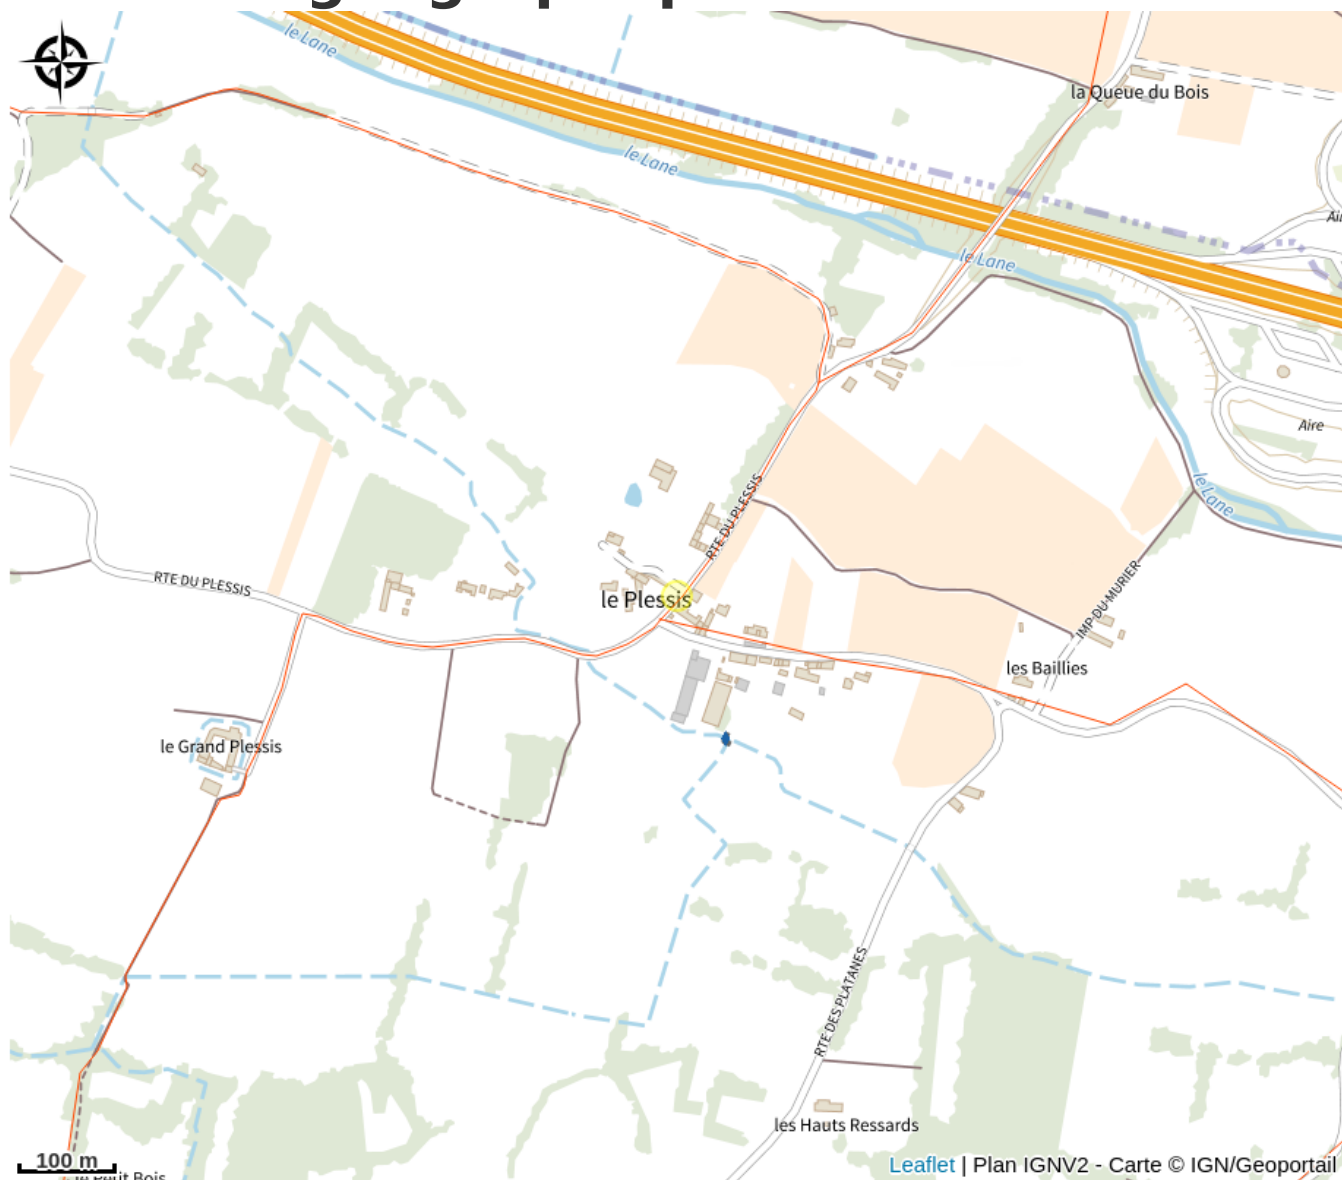 le Lane
la Queue du Bois
le Lane
le Lane
Aire
le Lane
RTE DU PLESSIS
RTE DU PLESSIS
le Plessis
IMP DU MURIER
les Baillies
le Grand Plessis
RTE DES PLATANES
les Hauts Ressards
100 m
Leaflet | Plan IGNV2 - Carte © IGN/Geoportail